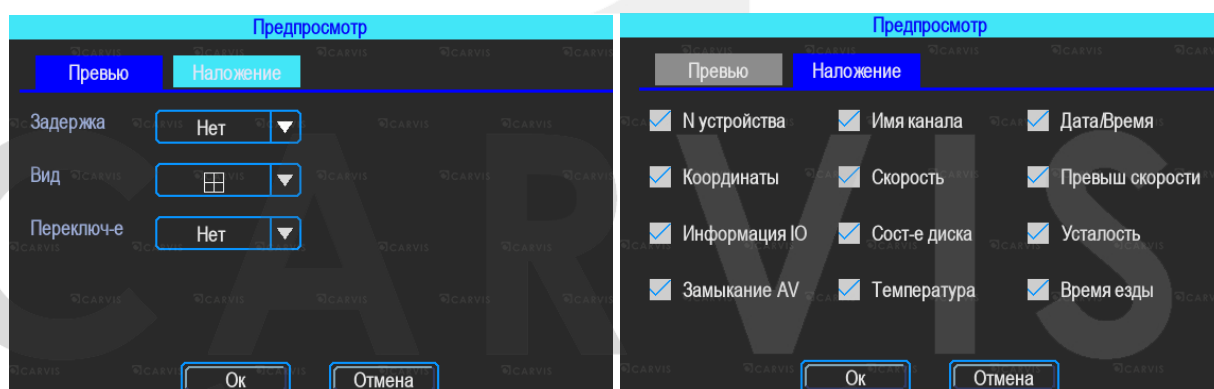 Предпросмотр
Превью Наложение
Задержка Нет
Вид
Переключ-е Нет
Ок Отмена
Предпросмотр
Превью Наложение
N устройства Имя канала Дата/Время
Координаты Скорость Превыш скорости
Информация IO Сост-е диска Усталость
Замыкание AV Температура Время езды
Ок Отмена
CARVIS